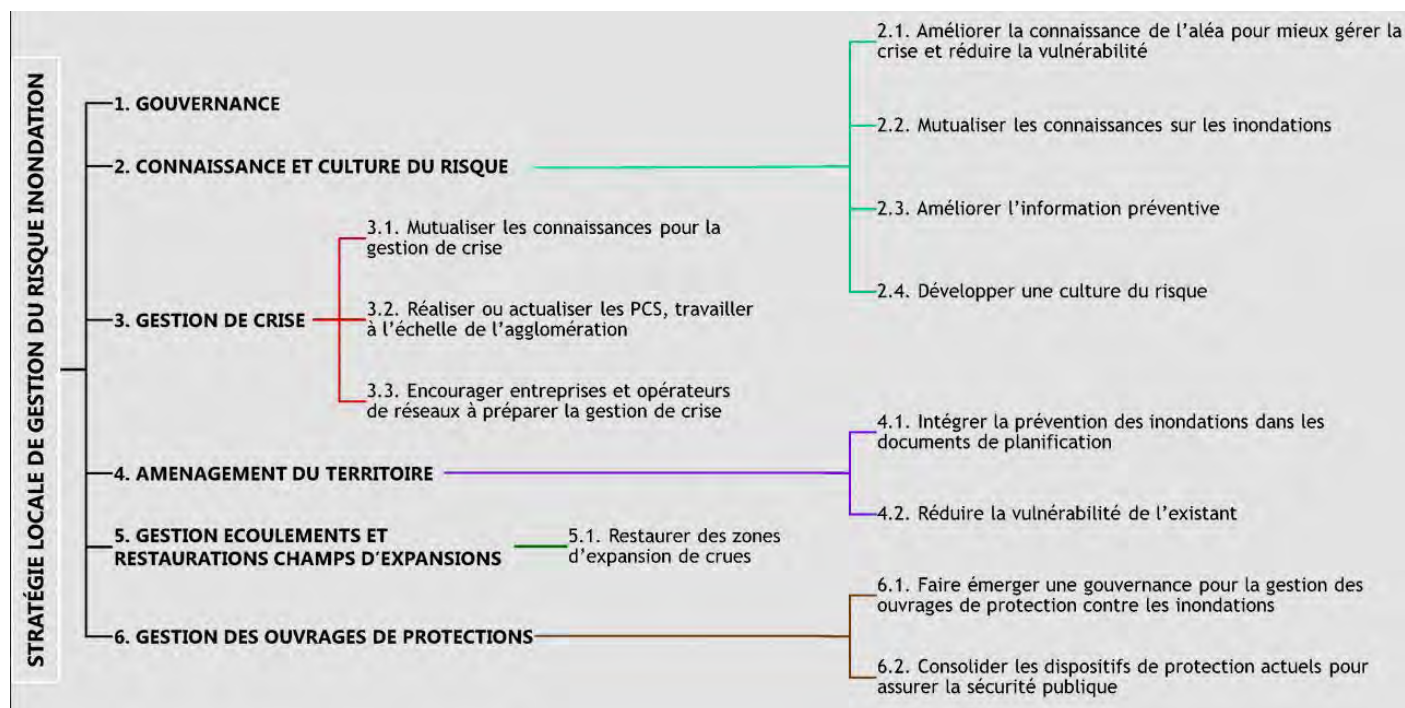 STRATÉGIE LOCALE DE GESTION DU RISQUE INONDATION
1. GOUVERNANCE
2. CONNAISSANCE ET CULTURE DU RISQUE
2.1. Améliorer la connaissance de l'aléa pour mieux gérer la
crise et réduire la vulnérabilité
2.2. Mutualiser les connaissances sur les inondations
2.3. Améliorer l'information préventive
2.4. Développer une culture du risque
3. GESTION DE CRISE
3.1. Mutualiser les connaissances pour la
gestion de crise
3.2. Réaliser ou actualiser les PCS, travailler
à l'échelle de l'agglomération
3.3. Encourager entreprises et opérateurs
de réseaux à préparer la gestion de crise
4. AMENAGEMENT DU TERRITOIRE
4.1. Intégrer la prévention des inondations dans les
documents de planification
4.2. Réduire la vulnérabilité de l'existant
5. GESTION ECOULEMENTS ET
RESTAURATIONS CHAMPS D'EXPANSIONS
5.1. Restaurer des zones
d'expansion de crues
6. GESTION DES OUVRAGES DE PROTECTIONS
6.1. Faire émerger une gouvernance pour la gestion des
ouvrages de protection contre les inondations
6.2. Consolider les dispositifs de protection actuels pour
assurer la sécurité publique